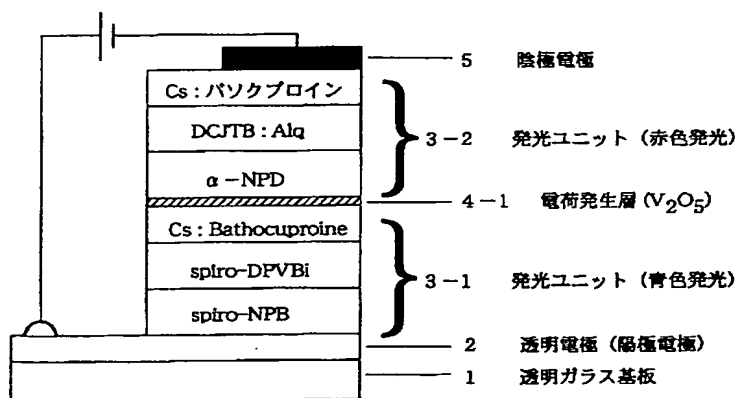 5 陰極電極
Cs：バソクプロイン
DCJTB：Alq
3－2 発光ユニット（赤色発光）
α－NPD
4－1 電荷発生層(V2O5)
Cs：Bathocuproine
spiro-DPVBi
3－1 発光ユニット（青色発光）
spiro-NPB
2 透明電極（陽極電極）
1 透明ガラス基板